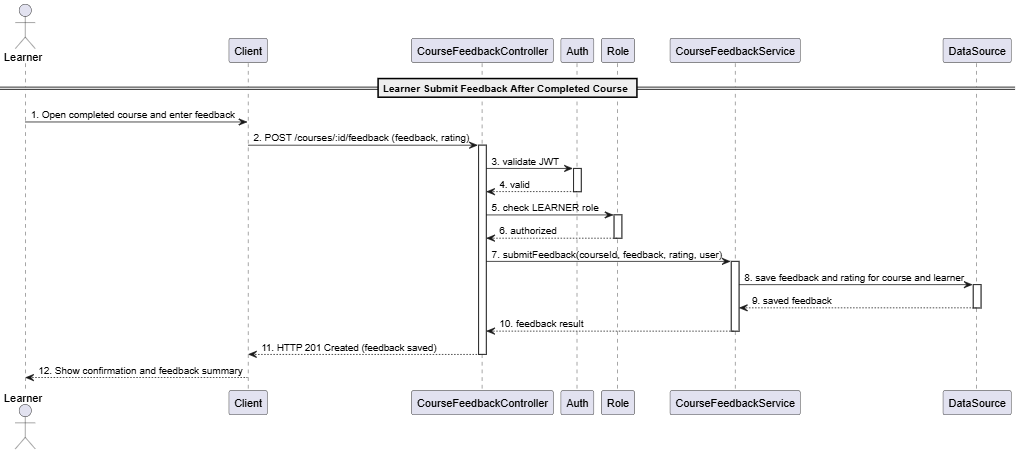 Learner
Client
CourseFeedbackController
Auth
Role
CourseFeedbackService
DataSource
Learner Submit Feedback After Completed Course
1. Open completed course and enter feedback
2. POST /courses/:id/feedback (feedback, rating)
3. validate JWT
4. valid
5. check LEARNER role
6. authorized
7. submitFeedback(courseId, feedback, rating, user)
8. save feedback and rating for course and learner
9. saved feedback
10. feedback result
11. HTTP 201 Created (feedback saved)
12. Show confirmation and feedback summary
Learner
Client
CourseFeedbackController
Auth
Role
CourseFeedbackService
DataSource